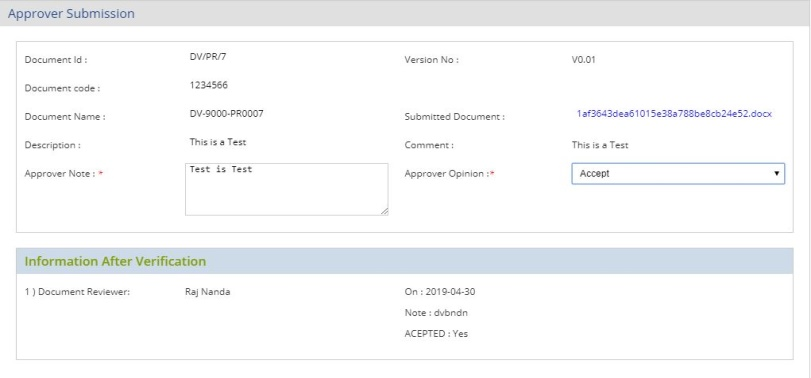 Approver Submission
Document Id : DV/PR/7 Version No : V0.01
Document code : 1234566
Document Name : DV-9000-PR0007 Submitted Document : 1af3643dea61015e38a788be8cb24e52.docx
Description : This is a Test Comment : This is a Test
Approver Note : * Test is Test Approver Opinion :* Accept
Information After Verification
1 ) Document Reviewer: Raj Nanda On : 2019-04-30
Note : dvbndn
ACEPTED : Yes